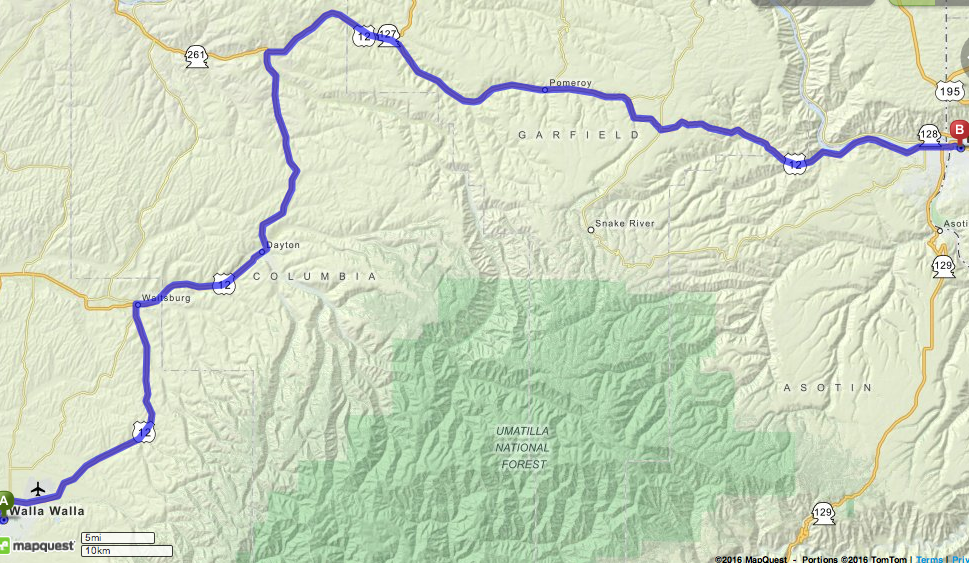 261
12
127
195
Pomeroy
GARFIELD
128
B
12
Snake River
Asoti
Dayton
COLUMBIA
129
12
Waitsburg
ASOTIN
12
UMATILLA
NATIONAL
FOREST
A
Walla Walla
129
5mi
mapquest
10km
©2016 MapQuest - Portions ©2016 TomTom | Terms | Priv